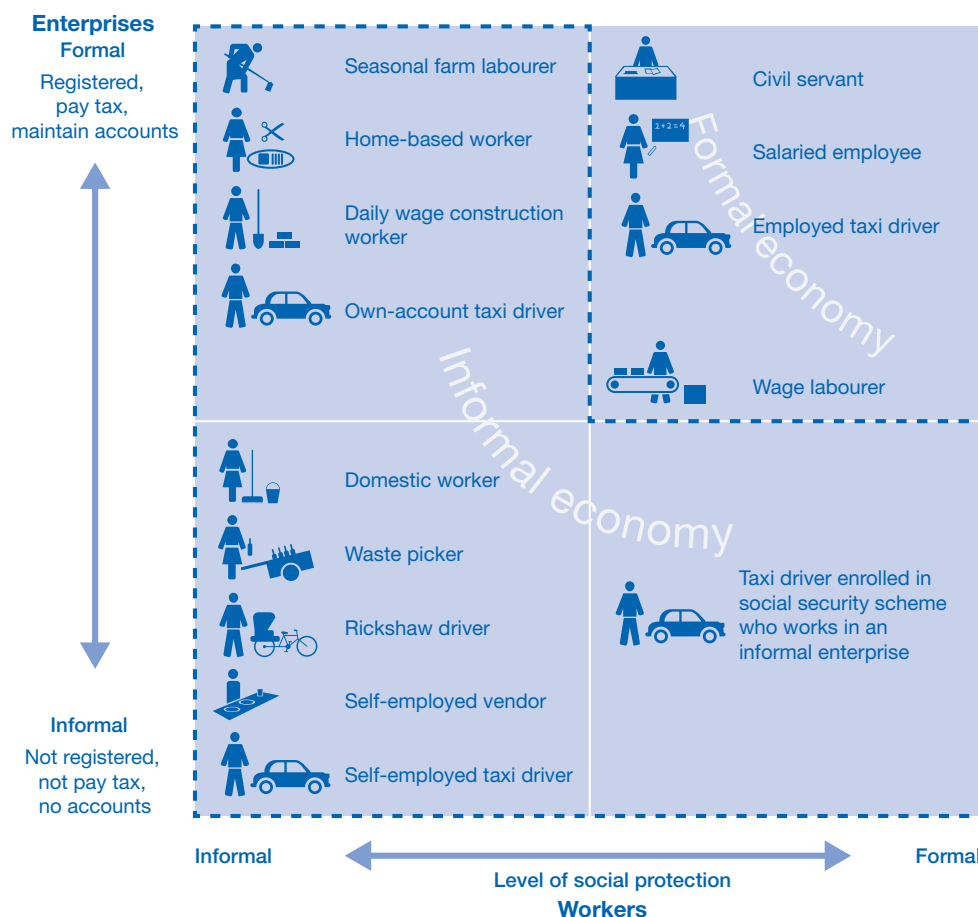 Enterprises
Formal
Registered,
pay tax,
maintain accounts
Informal
Not registered,
not pay tax,
no accounts
Seasonal farm labourer
Home-based worker
Daily wage construction
worker
Own-account taxi driver
Civil servant
2+2=4
Salaried employee
Employed taxi driver
Wage labourer
Formal economy
Informal economy
Domestic worker
Waste picker
Rickshaw driver
Self-employed vendor
Self-employed taxi driver
Taxi driver enrolled in
social security scheme
who works in an
informal enterprise
Informal
Formal
Level of social protection
Workers